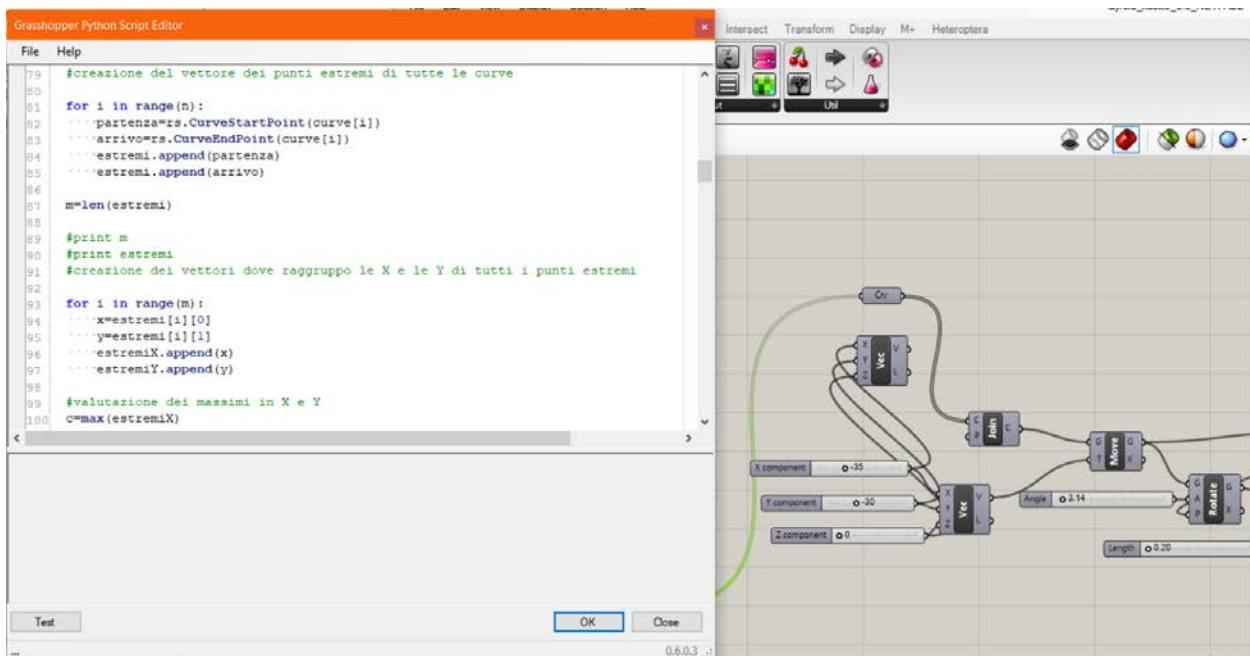 Grasshopper Python Script Editor
File Help
79 #creazione del vettore dei punti estremi di tutte le curve
80
81 for i in range(n):
82 partenza=rs.CurveStartPoint(curve[i])
83 arrivo=rs.CurveEndPoint(curve[i])
84 estremi.append(partenza)
85 estremi.append(arrivo)
86
87 m=len(estremi)
88
89 #print m
90 #print estremi
91 #creazione dei vettori dove raggruppo le X e le Y di tutti i punti estremi
92
93 for i in range(m):
94 x=estremi[i][0]
95 y=estremi[i][1]
96 estremiX.append(x)
97 estremiY.append(y)
98
99 #valutazione dei massimi in X e Y
100 c=max(estremiX)
Test OK Close
... 0.6.0.3
Intersect Transform Display M+ Heteroptera
Util
Crv
X Y Z Vec V L
C P Join C
G T Move G X
X component -35
Y component -30
Z component 0
X Y Z Vec V L
Angle 3.14
G A P Rotate G X
Length 0.20